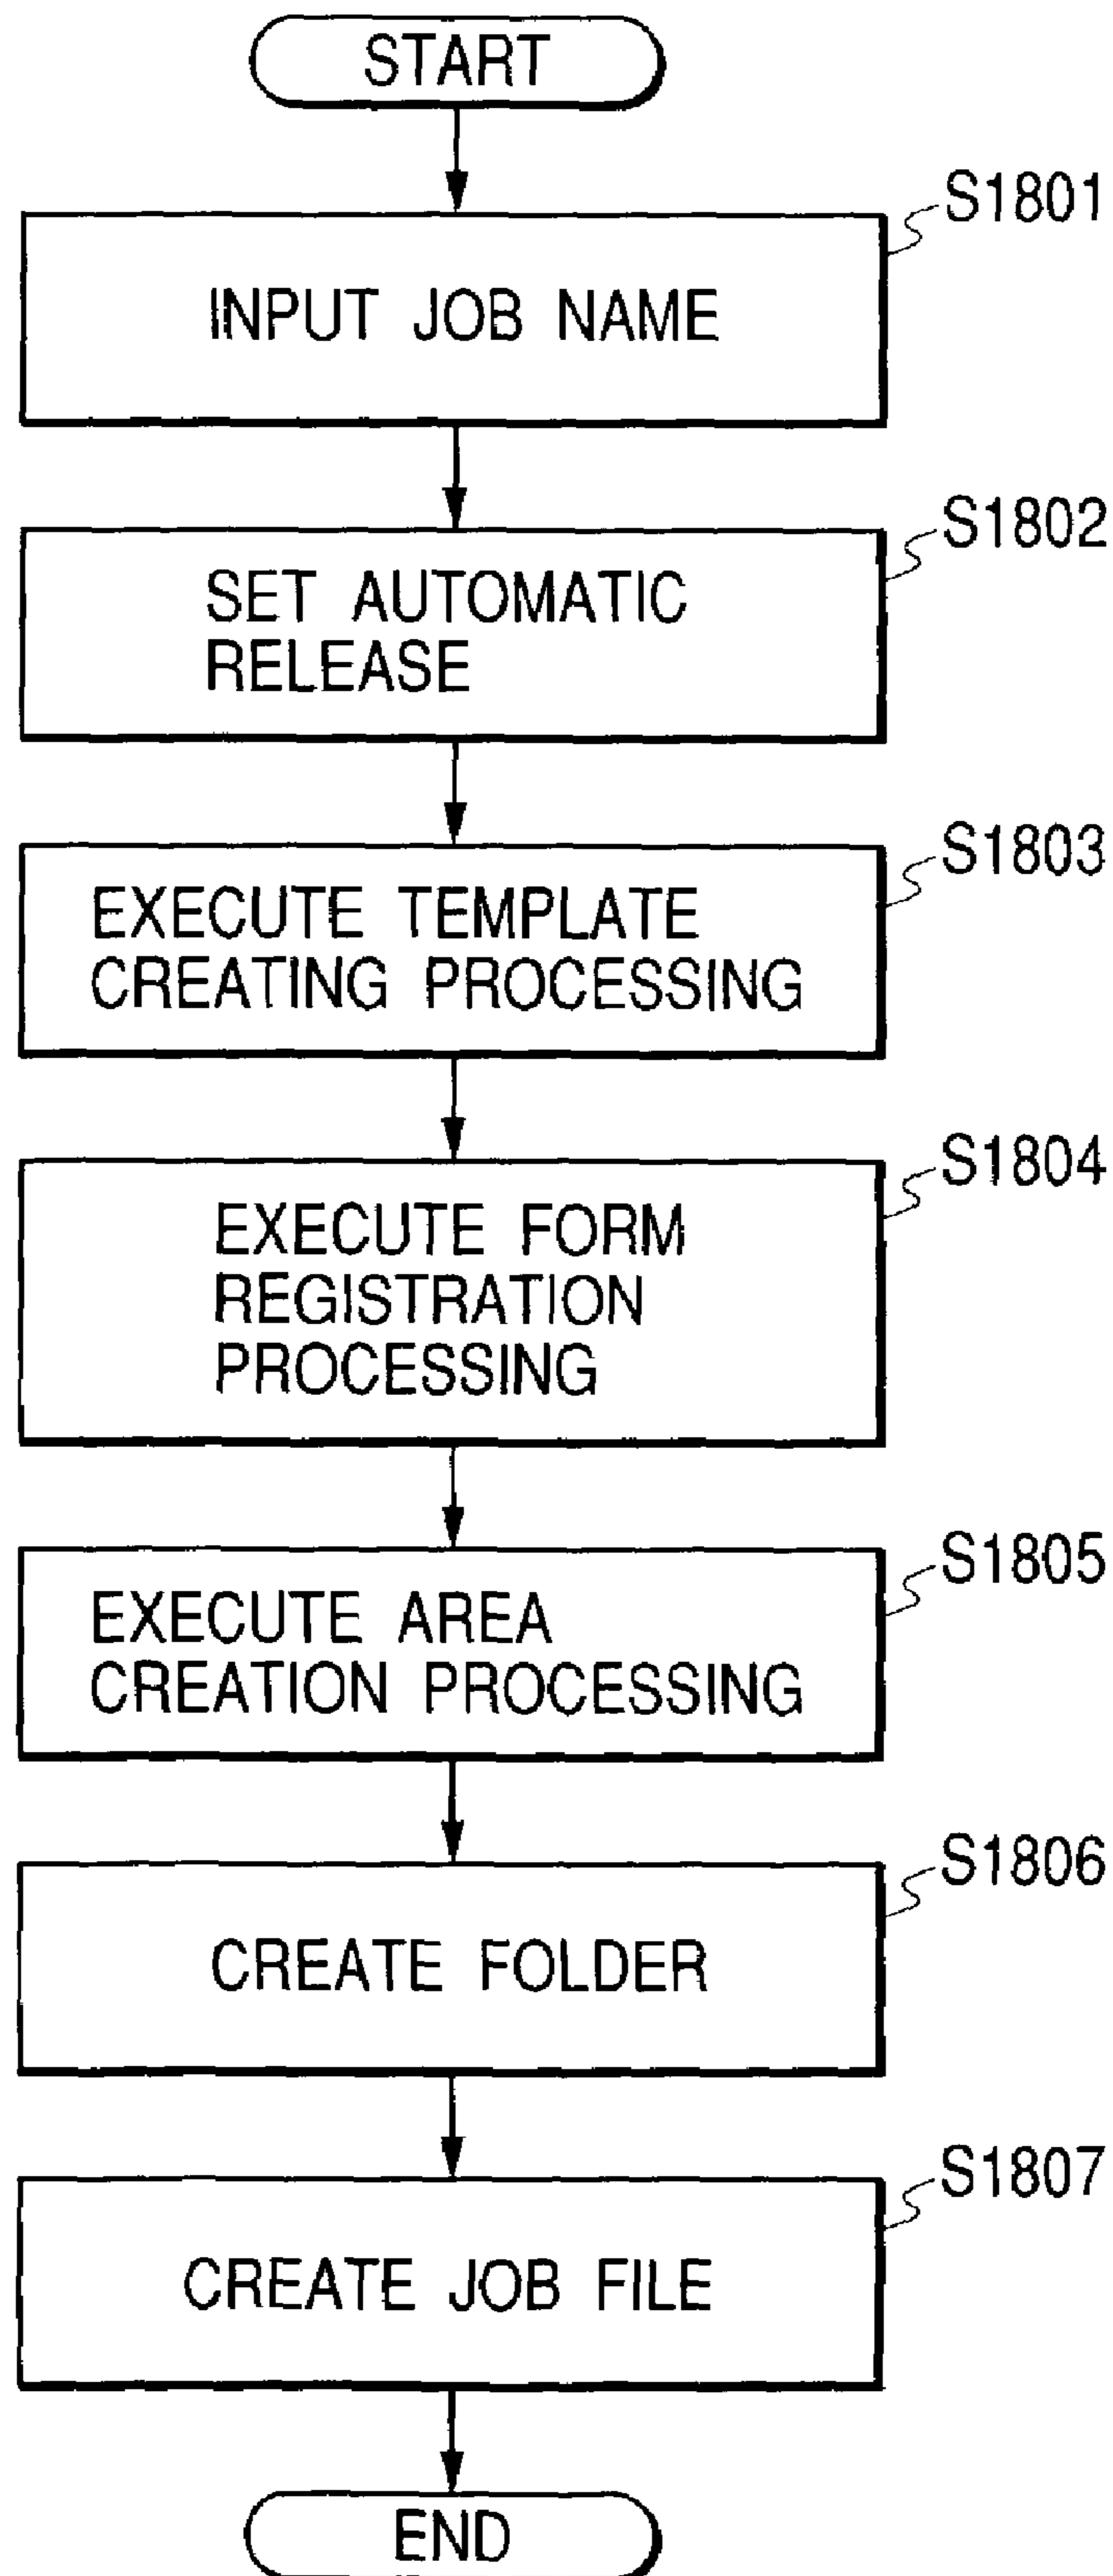 START
S1801
INPUT JOB NAME
S1802
SET AUTOMATIC
RELEASE
S1803
EXECUTE TEMPLATE
CREATING PROCESSING
S1804
EXECUTE FORM
REGISTRATION
PROCESSING
S1805
EXECUTE AREA
CREATION PROCESSING
S1806
CREATE FOLDER
S1807
CREATE JOB FILE
END